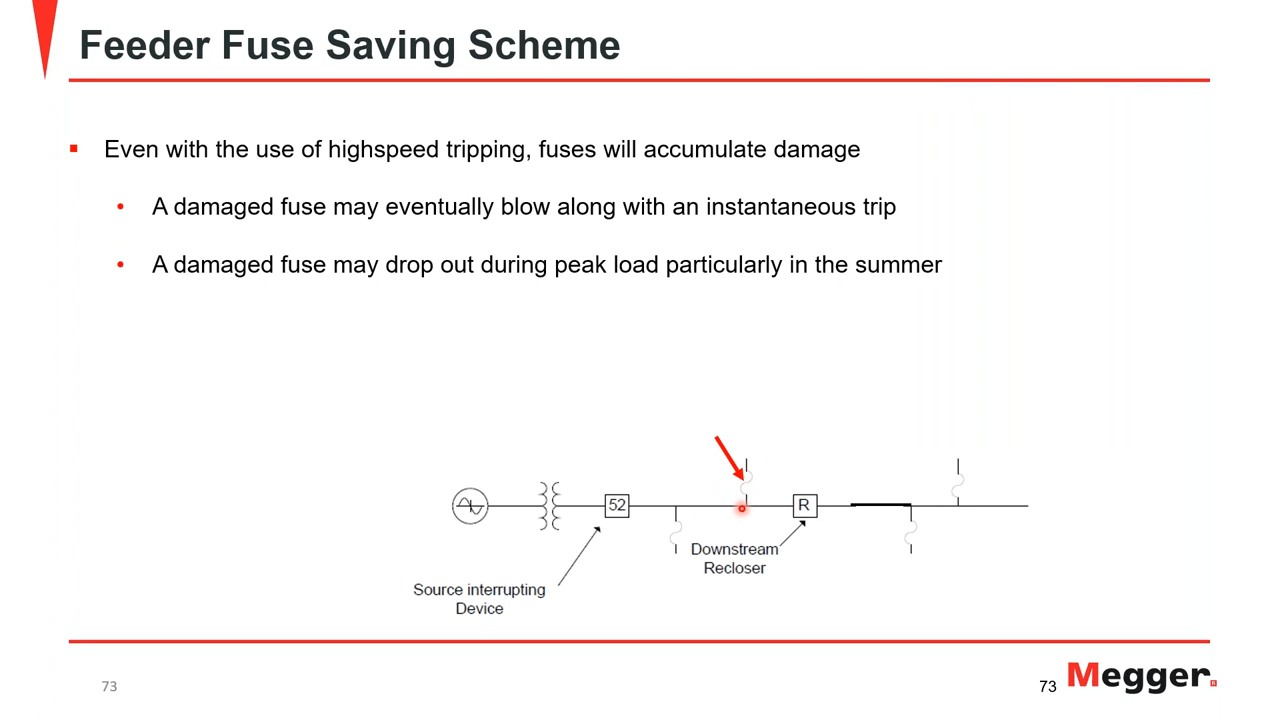 Feeder Fuse Saving Scheme
Even with the use of highspeed tripping, fuses will accumulate damage
A damaged fuse may eventually blow along with an instantaneous trip
A damaged fuse may drop out during peak load particularly in the summer
52
R
Downstream
Recloser
Source interrupting
Device
73
73
Megger